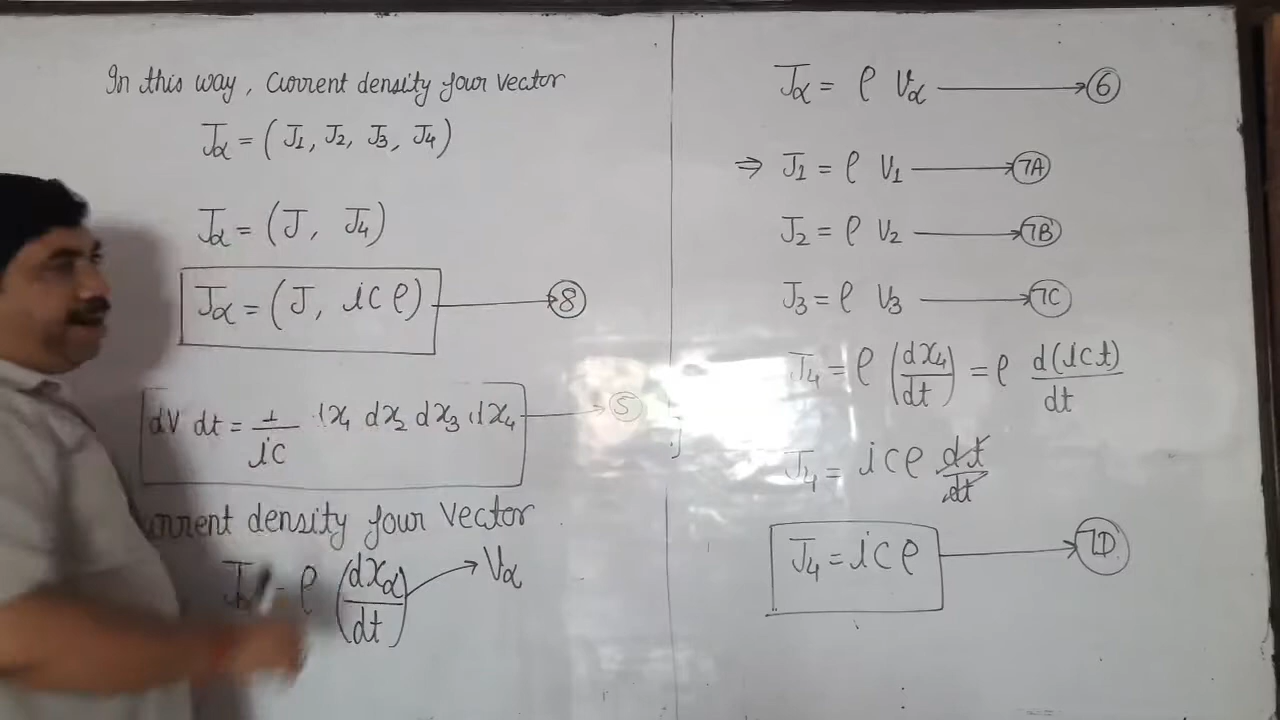 In this way, Current density four vector
Jα = (J1, J2, J3, J4)
Jα = (J, J4)
Jα = (J, icρ) → 8
dV dt = 1/ic dx1 dx2 dx3 dx4 → 5
Current density four vector
ρ (dxα/dt) → Vα
Jα = ρ Vα → 6
⇒ J1 = ρ V1 → 7A
J2 = ρ V2 → 7B
J3 = ρ V3 → 7C
J4 = ρ (dx4/dt) = ρ d(ict)/dt
J4 = icρ dt/dt
J4 = icρ → 7D